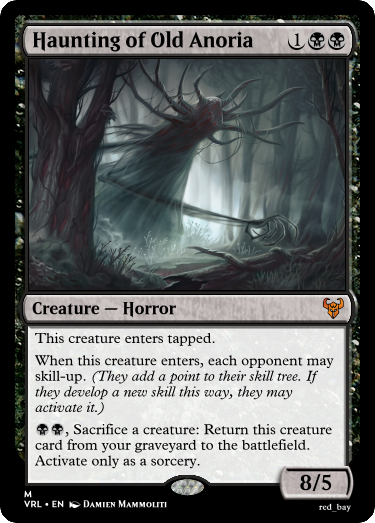 Haunting of Old Anoria 1
Creature — Horror
This creature enters tapped.
When this creature enters, each opponent may
skill-up. (They add a point to their skill tree. If
they develop a new skill this way, they may
activate it.)
, Sacrifice a creature: Return this creature
card from your graveyard to the battlefield.
Activate only as a sorcery.
8/5
M
VRL • EN Damien Mammoliti
red_bay